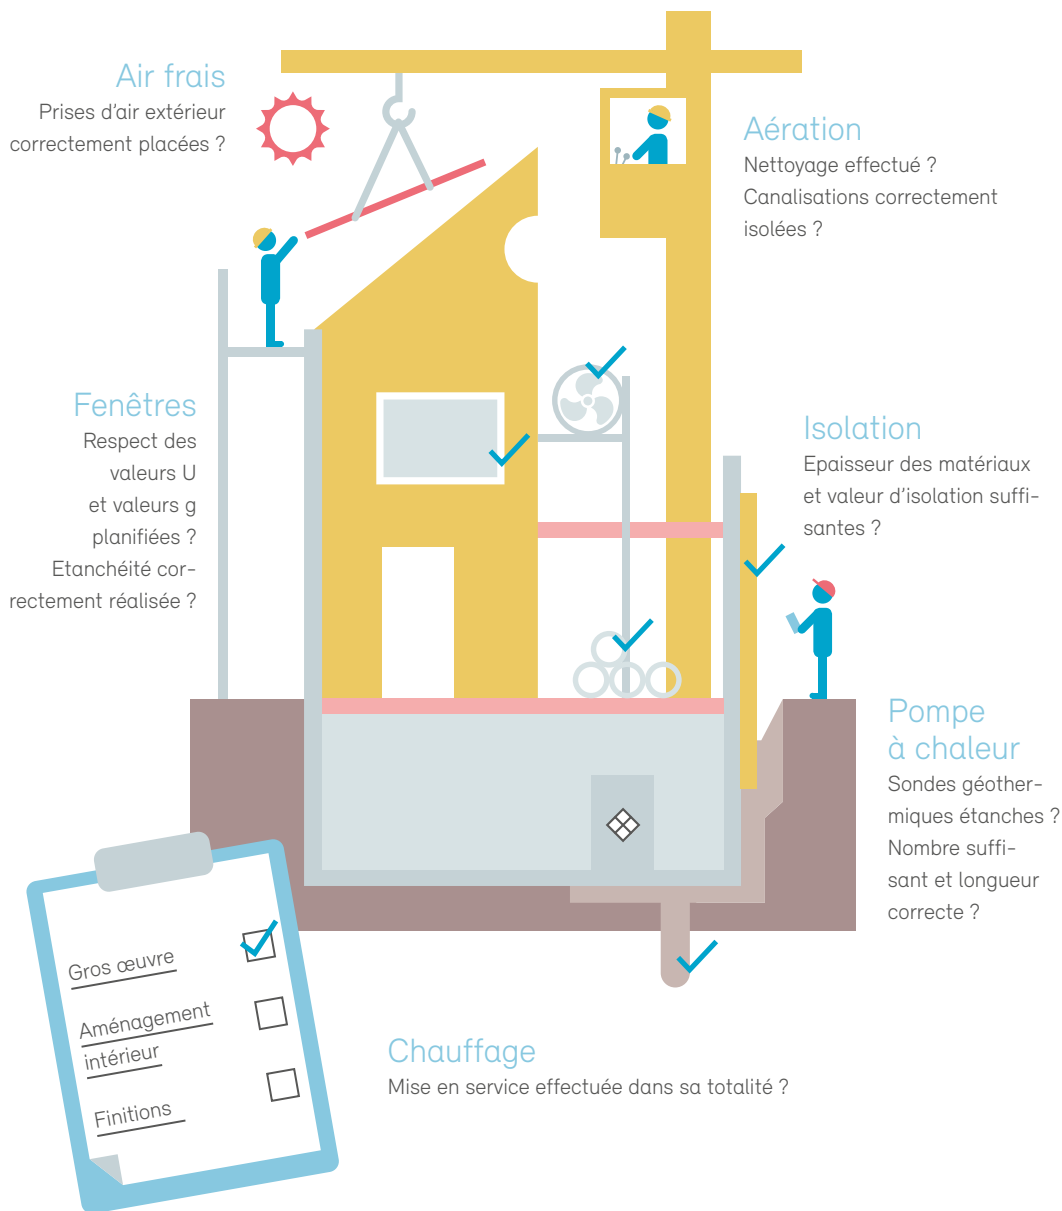 Air frais
Prises d'air extérieur
correctement placées ?
Aération
Nettoyage effectué ?
Canalisations correctement
isolées ?
Fenêtres
Respect des
valeurs U
et valeurs g
planifiées ?
Etanchéité cor-
rectement réalisée ?
Isolation
Epaisseur des matériaux
et valeur d'isolation suffi-
santes ?
Pompe
à chaleur
Sondes géother-
miques étanches ?
Nombre suffi-
sant et longueur
correcte ?
Gros œuvre
Aménagement
intérieur
Finitions
Chauffage
Mise en service effectuée dans sa totalité ?